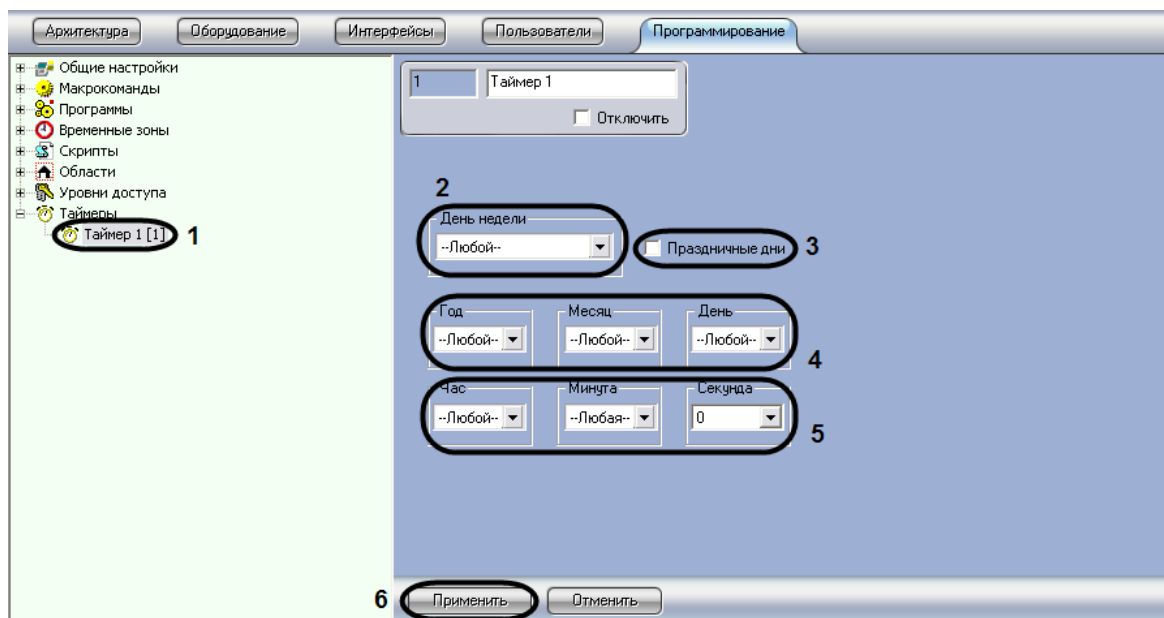 Архитектура Оборудование Интерфейсы Пользователи Программирование
Общие настройки
Макрокоманды
Программы
Временные зоны
Скрипты
Области
Уровни доступа
Таймеры
Таймер 1 [1] 1
1 Таймер 1
Отключить
2
День недели
--Любой--
Праздничные дни 3
Год Месяц День
--Любой-- --Любой-- --Любой--
4
Час Минута Секунда
--Любой-- --Любая-- 0
5
6 Применить Отменить